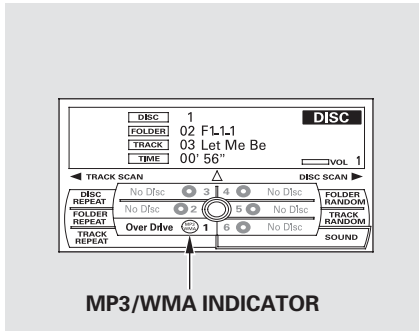 DISC 1 DISC
FOLDER 02 F1-1-1
TRACK 03 Let Me Be
TIME 00' 56” VOL 1
◄ TRACK SCAN △ DISC SCAN ►
DISC REPEAT No Disc 3 4 No Disc FOLDER RANDOM
FOLDER REPEAT No Disc 2 5 No Disc TRACK RANDOM
TRACK REPEAT Over Drive MP3 WMA 1 6 No Disc SOUND
MP3/WMA INDICATOR